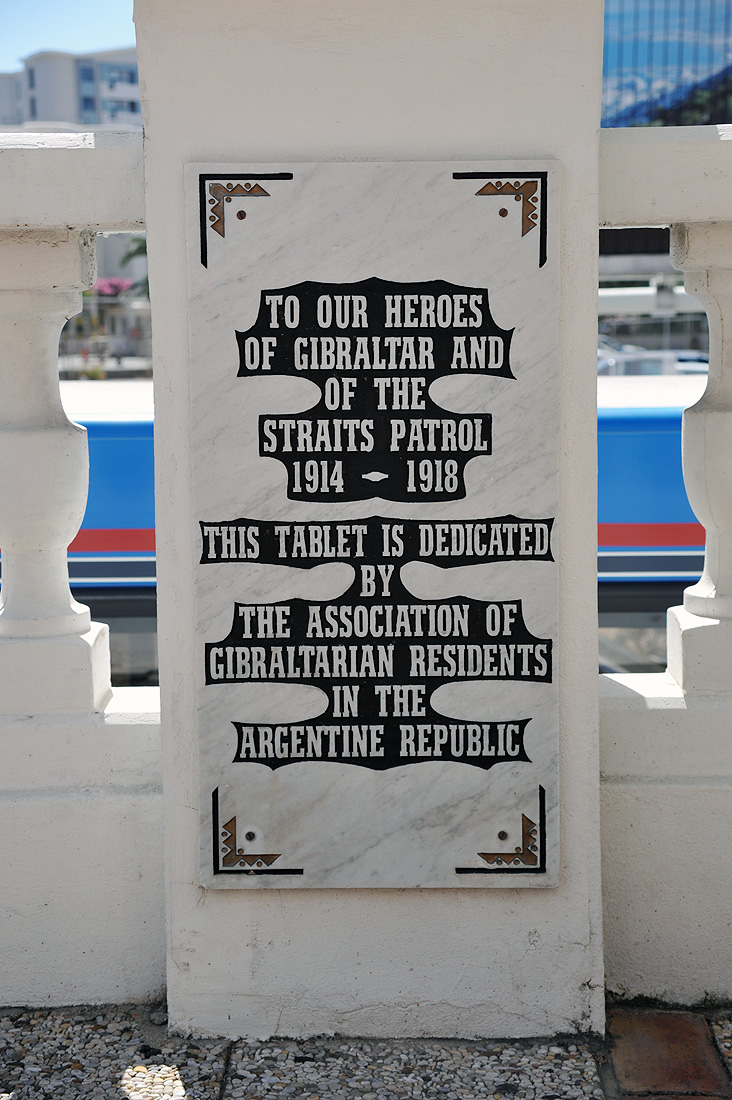 TO OUR HEROES
OF GIBRALTAR AND
OF THE
STRAITS PATROL
1914 - 1918
THIS TABLET IS DEDICATED
BY
THE ASSOCIATION OF
GIBRALTARIAN RESIDENTS
IN THE
ARGENTINE REPUBLIC